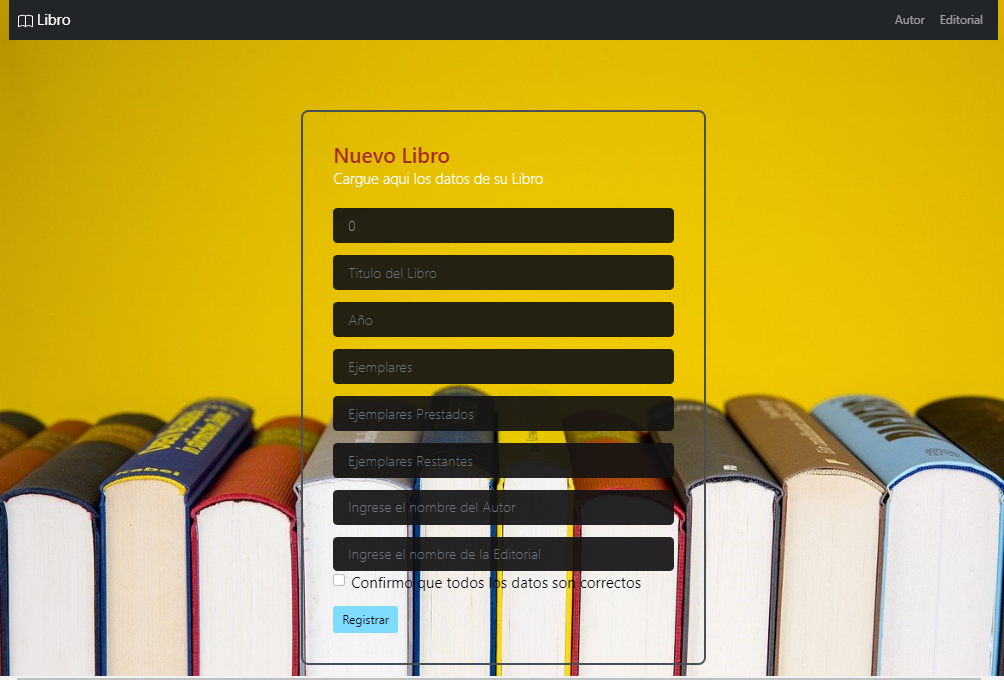 Libro
Autor
Editorial
Nuevo Libro
Cargue aqui los datos de su Libro
0
Titulo del Libro
Año
Ejemplares
Ejemplares Prestados
Ejemplares Restantes
Ingrese el nombre del Autor
Ingrese el nombre de la Editorial
Confirmo que todos los datos son correctos
Registrar